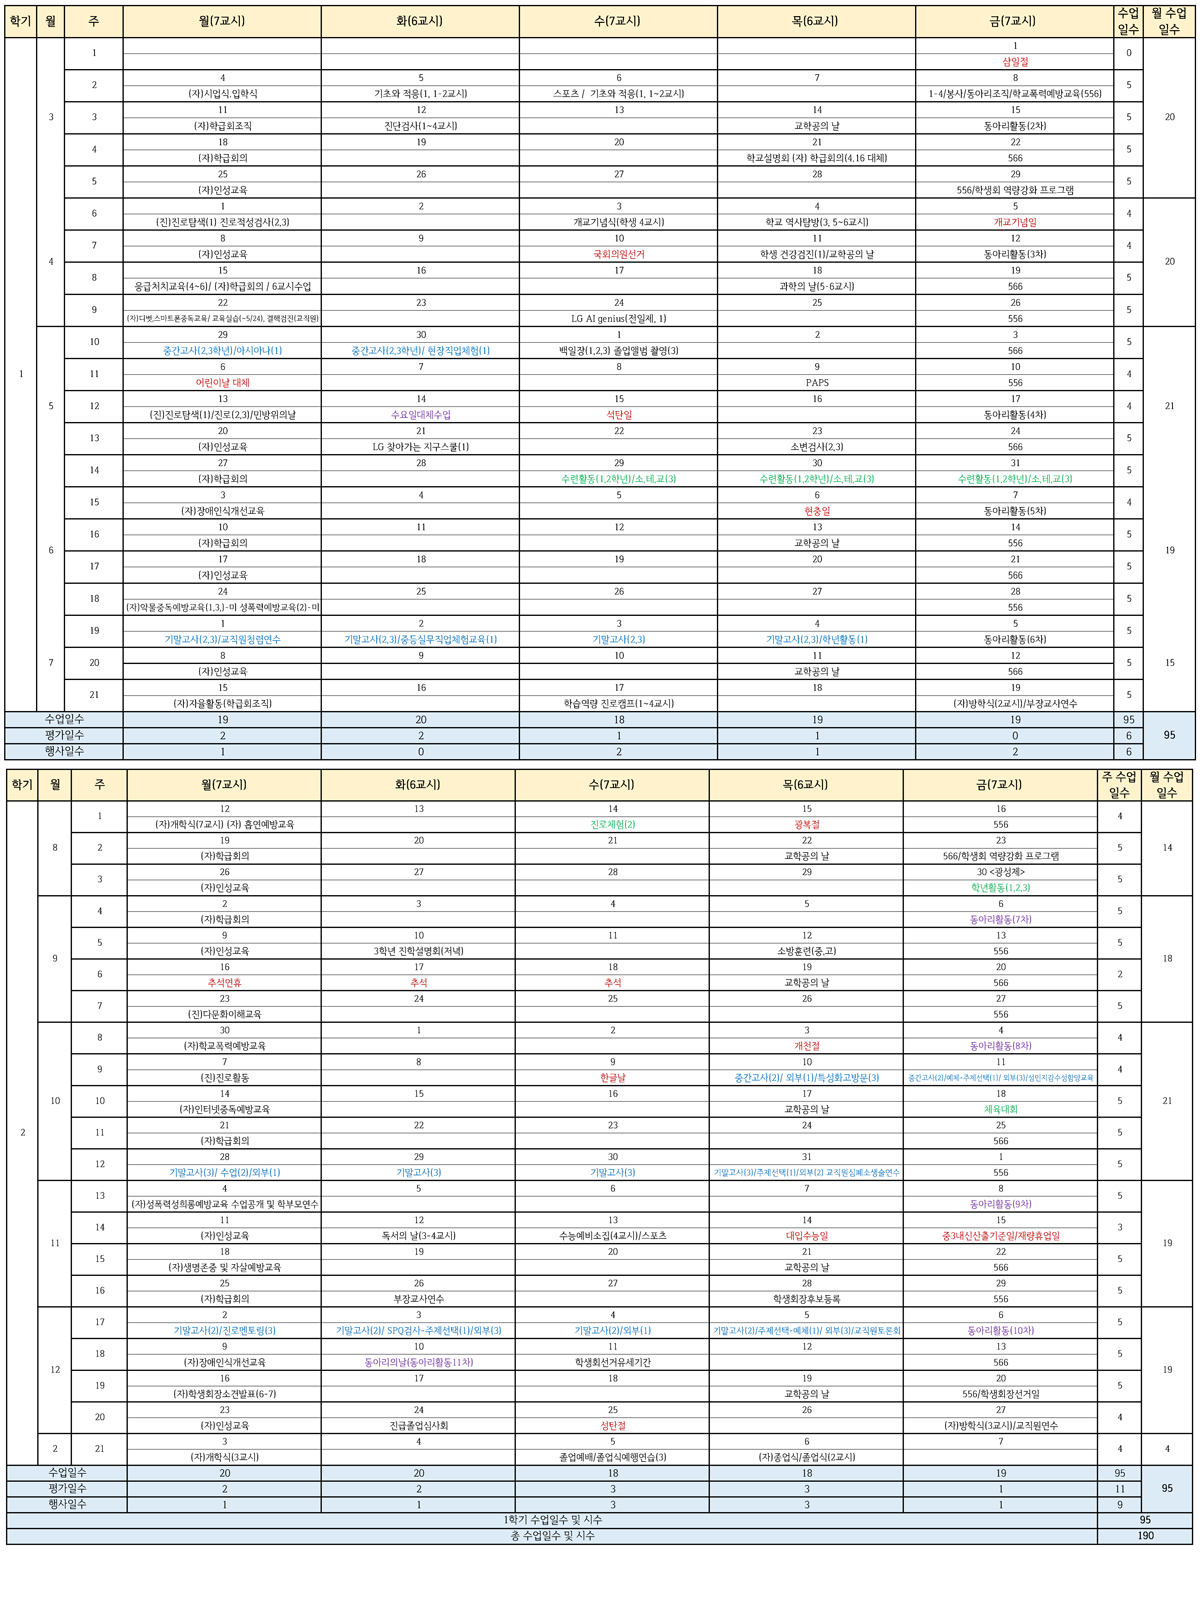 학기 월 주 월(7교시) 화(6교시) 수(7교시) 목(6교시) 금(7교시) 수업일수 월 수업일수
1
3
1
1
삼일절
0
20
2
4 5 6 7 8
(자)시업식.입학식 기초와 적응(1, 1-2교시) 스포츠 / 기초와 적응(1, 1~2교시) 1-4/봉사/동아리조직/학교폭력예방교육(556)
5
3
11 12 13 14 15
(자)학급회조직 진단검사(1~4교시) 교학공의 날 동아리활동(2차)
5
4
18 19 20 21 22
(자)학급회의 학교설명회 (자) 학급회의(4.16 대체) 566
5
5
25 26 27 28 29
(자)인성교육 556/학생회 역량강화 프로그램
5
4
6
1 2 3 4 5
(진)진로탐색(1) 진로적성검사(2,3) 개교기념식(학생 4교시) 학교 역사탐방(3, 5~6교시) 개교기념일
4
20
7
8 9 10 11 12
(자)인성교육 국회의원선거 학생 건강검진(1)/교학공의 날 동아리활동(3차)
4
8
15 16 17 18 19
응급처치교육(4~6)/ (자)학급회의 / 6교시수업 과학의 날(5-6교시) 566
5
9
22 23 24 25 26
(자)디벗,스마트폰중독교육/ 교육실습(~5/24), 결핵검진(교직원) LG AI genius(전일제, 1) 556
5
5
10
29 30 1 2 3
중간고사(2,3학년)/아시아나(1) 중간고사(2,3학년)/ 현장직업체험(1) 백일장(1,2,3) 졸업앨범 촬영(3) 566
5
21
11
6 7 8 9 10
어린이날 대체 PAPS 556
4
12
13 14 15 16 17
(진)진로탐색(1)/진로(2,3)/민방위의날 수요일대체수업 석탄일 동아리활동(4차)
4
13
20 21 22 23 24
(자)인성교육 LG 찾아가는 지구스쿨(1) 소변검사(2,3) 566
5
14
27 28 29 30 31
(자)학급회의 수련활동(1,2학년)/소,테,교(3) 수련활동(1,2학년)/소,테,교(3) 수련활동(1,2학년)/소,테,교(3)
5
6
15
3 4 5 6 7
(자)장애인식개선교육 현충일 동아리활동(5차)
4
19
16
10 11 12 13 14
(자)학급회의 교학공의 날 556
5
17
17 18 19 20 21
(자)인성교육 566
5
18
24 25 26 27 28
(자)약물중독예방교육(1,3,)-미 성폭력예방교육(2)-미 556
5
7
19
1 2 3 4 5
기말고사(2,3)/교직원청렴연수 기말고사(2,3)/중등실무직업체험교육(1) 기말고사(2,3) 기말고사(2,3)/학년활동(1) 동아리활동(6차)
5
15
20
8 9 10 11 12
(자)인성교육 교학공의 날 566
5
21
15 16 17 18 19
(자)자율활동(학급회조직) 학습역량 진로캠프(1~4교시) (자)방학식(2교시)/부장교사연수
5
수업일수 19 20 18 19 19 95
평가일수 2 2 1 1 0 6 95
행사일수 1 0 2 1 2 6
학기 월 주 월(7교시) 화(6교시) 수(7교시) 목(6교시) 금(7교시) 주 수업일수 월 수업일수
2
8
1
12 13 14 15 16
(자)개학식(7교시) (자) 흡연예방교육 진로체험(2) 광복절 556
4
14
2
19 20 21 22 23
(자)학급회의 교학공의 날 566/학생회 역량강화 프로그램
5
3
26 27 28 29 30 <광성제>
(자)인성교육 학년활동(1,2,3)
5
9
4
2 3 4 5 6
(자)학급회의 동아리활동(7차)
5
18
5
9 10 11 12 13
(자)인성교육 3학년 진학설명회(저녁) 소방훈련(중,고) 556
5
6
16 17 18 19 20
추석연휴 추석 추석 교학공의 날 566
2
7
23 24 25 26 27
(진)다문화이해교육 556
5
10
8
30 1 2 3 4
(자)학교폭력예방교육 개천절 동아리활동(8차)
4
21
9
7 8 9 10 11
(진)진로활동 한글날 중간고사(2)/ 외부(1)/특성화고방문(3) 중간고사(2)/예체-주제선택(1)/ 외부(3)/성인지감수성함양교육
4
10
14 15 16 17 18
(자)인터넷중독예방교육 교학공의 날 체육대회
5
11
21 22 23 24 25
(자)학급회의 566
5
12
28 29 30 31 1
기말고사(3)/ 수업(2)/외부(1) 기말고사(3) 기말고사(3) 기말고사(3)/주제선택(1)/외부(2) 교직원심폐소생술연수 556
5
11
13
4 5 6 7 8
(자)성폭력성희롱예방교육 수업공개 및 학부모연수 동아리활동(9차)
5
19
14
11 12 13 14 15
(자)인성교육 독서의 날(3-4교시) 수능예비소집(4교시)/스포츠 대입수능일 중3내신산출기준일/재량휴업일
3
15
18 19 20 21 22
(자)생명존중 및 자살예방교육 교학공의 날 566
5
16
25 26 27 28 29
(자)학급회의 부장교사연수 학생회장후보등록 556
5
12
17
2 3 4 5 6
기말고사(2)/진로멘토링(3) 기말고사(2)/ SPQ검사-주제선택(1)/외부(3) 기말고사(2)/외부(1) 기말고사(2)/주제선택-예체(1)/ 외부(3)/교직원토론회 동아리활동(10차)
5
19
18
9 10 11 12 13
(자)장애인식개선교육 동아리의날(동아리활동11차) 학생회선거유세기간 566
5
19
16 17 18 19 20
(자)학생회장소견발표(6-7) 교학공의 날 556/학생회장선거일
5
20
23 24 25 26 27
(자)인성교육 진급졸업심사회 성탄절 (자)방학식(3교시)/교직원연수
4
2
21
3 4 5 6 7
(자)개학식(3교시) 졸업예배/졸업식예행연습(3) (자)종업식/졸업식(2교시)
4
4
수업일수 20 20 18 18 19 95
평가일수 2 2 3 3 1 11 95
행사일수 1 1 3 3 1 9
1학기 수업일수 및 시수 95
총 수업일수 및 시수 190